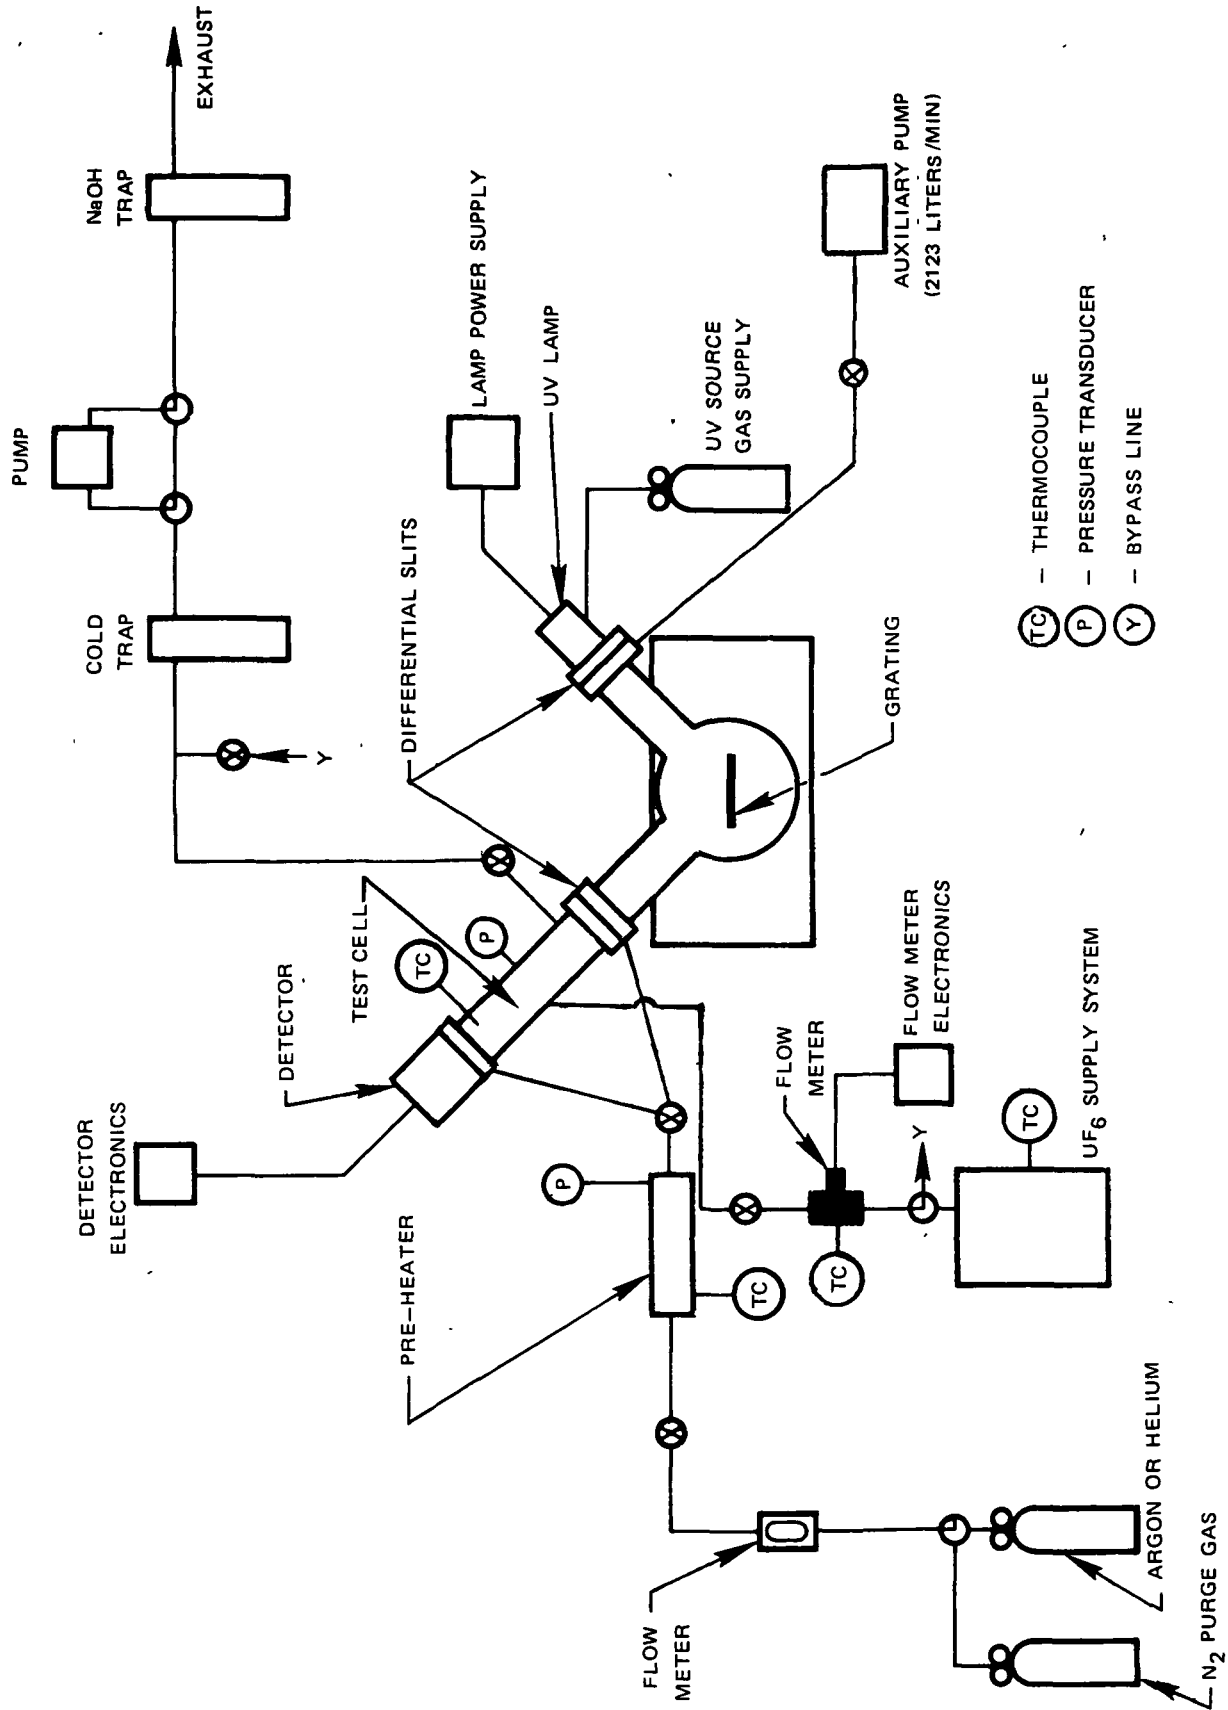 PUMP
COLD
TRAP
NaOH
TRAP
EXHAUST
Y
DETECTOR
ELECTRONICS
DETECTOR
TEST CELL
TC
P
DIFFERENTIAL SLITS
LAMP POWER SUPPLY
UV LAMP
UV SOURCE
GAS SUPPLY
AUXILIARY PUMP
(2123 LITERS/MIN)
PRE-HEATER
P
TC
GRATING
FLOW
METER
FLOW METER
ELECTRONICS
TC
Y
TC
UF6 SUPPLY SYSTEM
FLOW
METER
ARGON OR HELIUM
N2 PURGE GAS
TC – THERMOCOUPLE
P – PRESSURE TRANSDUCER
Y – BYPASS LINE